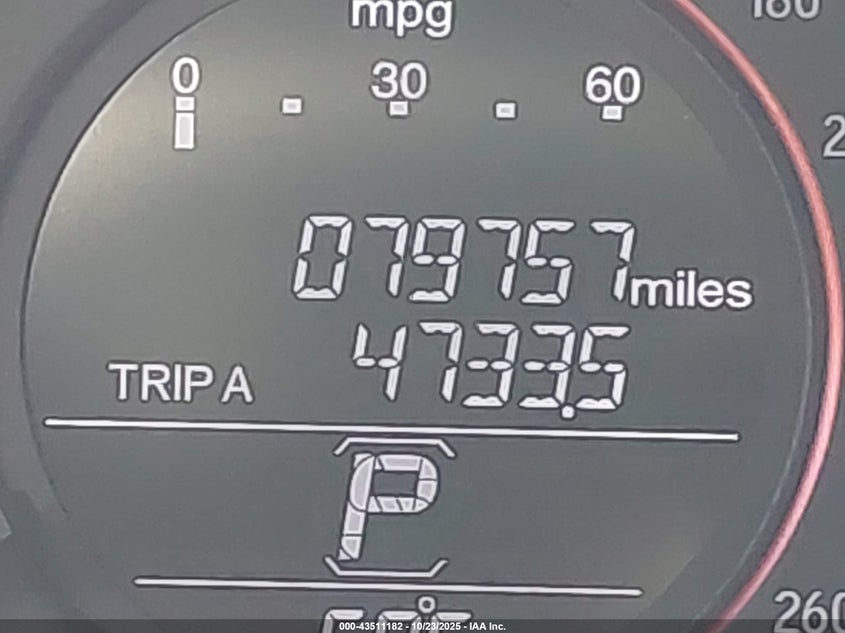 mpg
180
0 30 60
2
079757 miles
TRIP A 4733.5
P
260
000-43511182 - 10/23/2025 - IAA Inc.